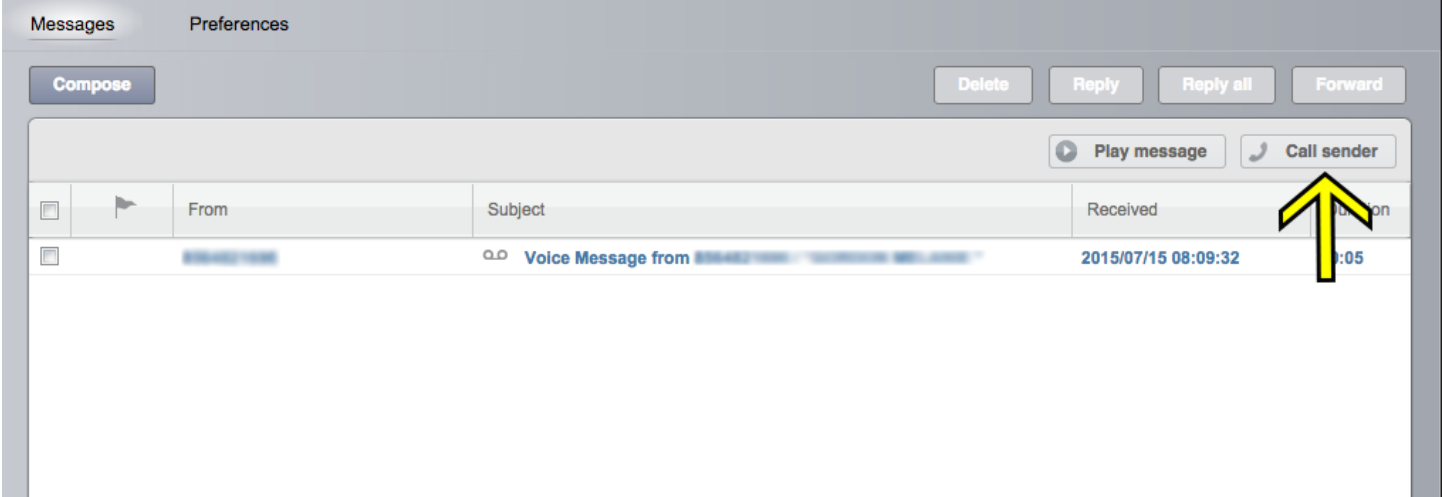 Messages Preferences
Compose Delete Reply Reply all Forward
Play message Call sender
From Subject Received
Voice Message from 2015/07/15 08:09:32 :05